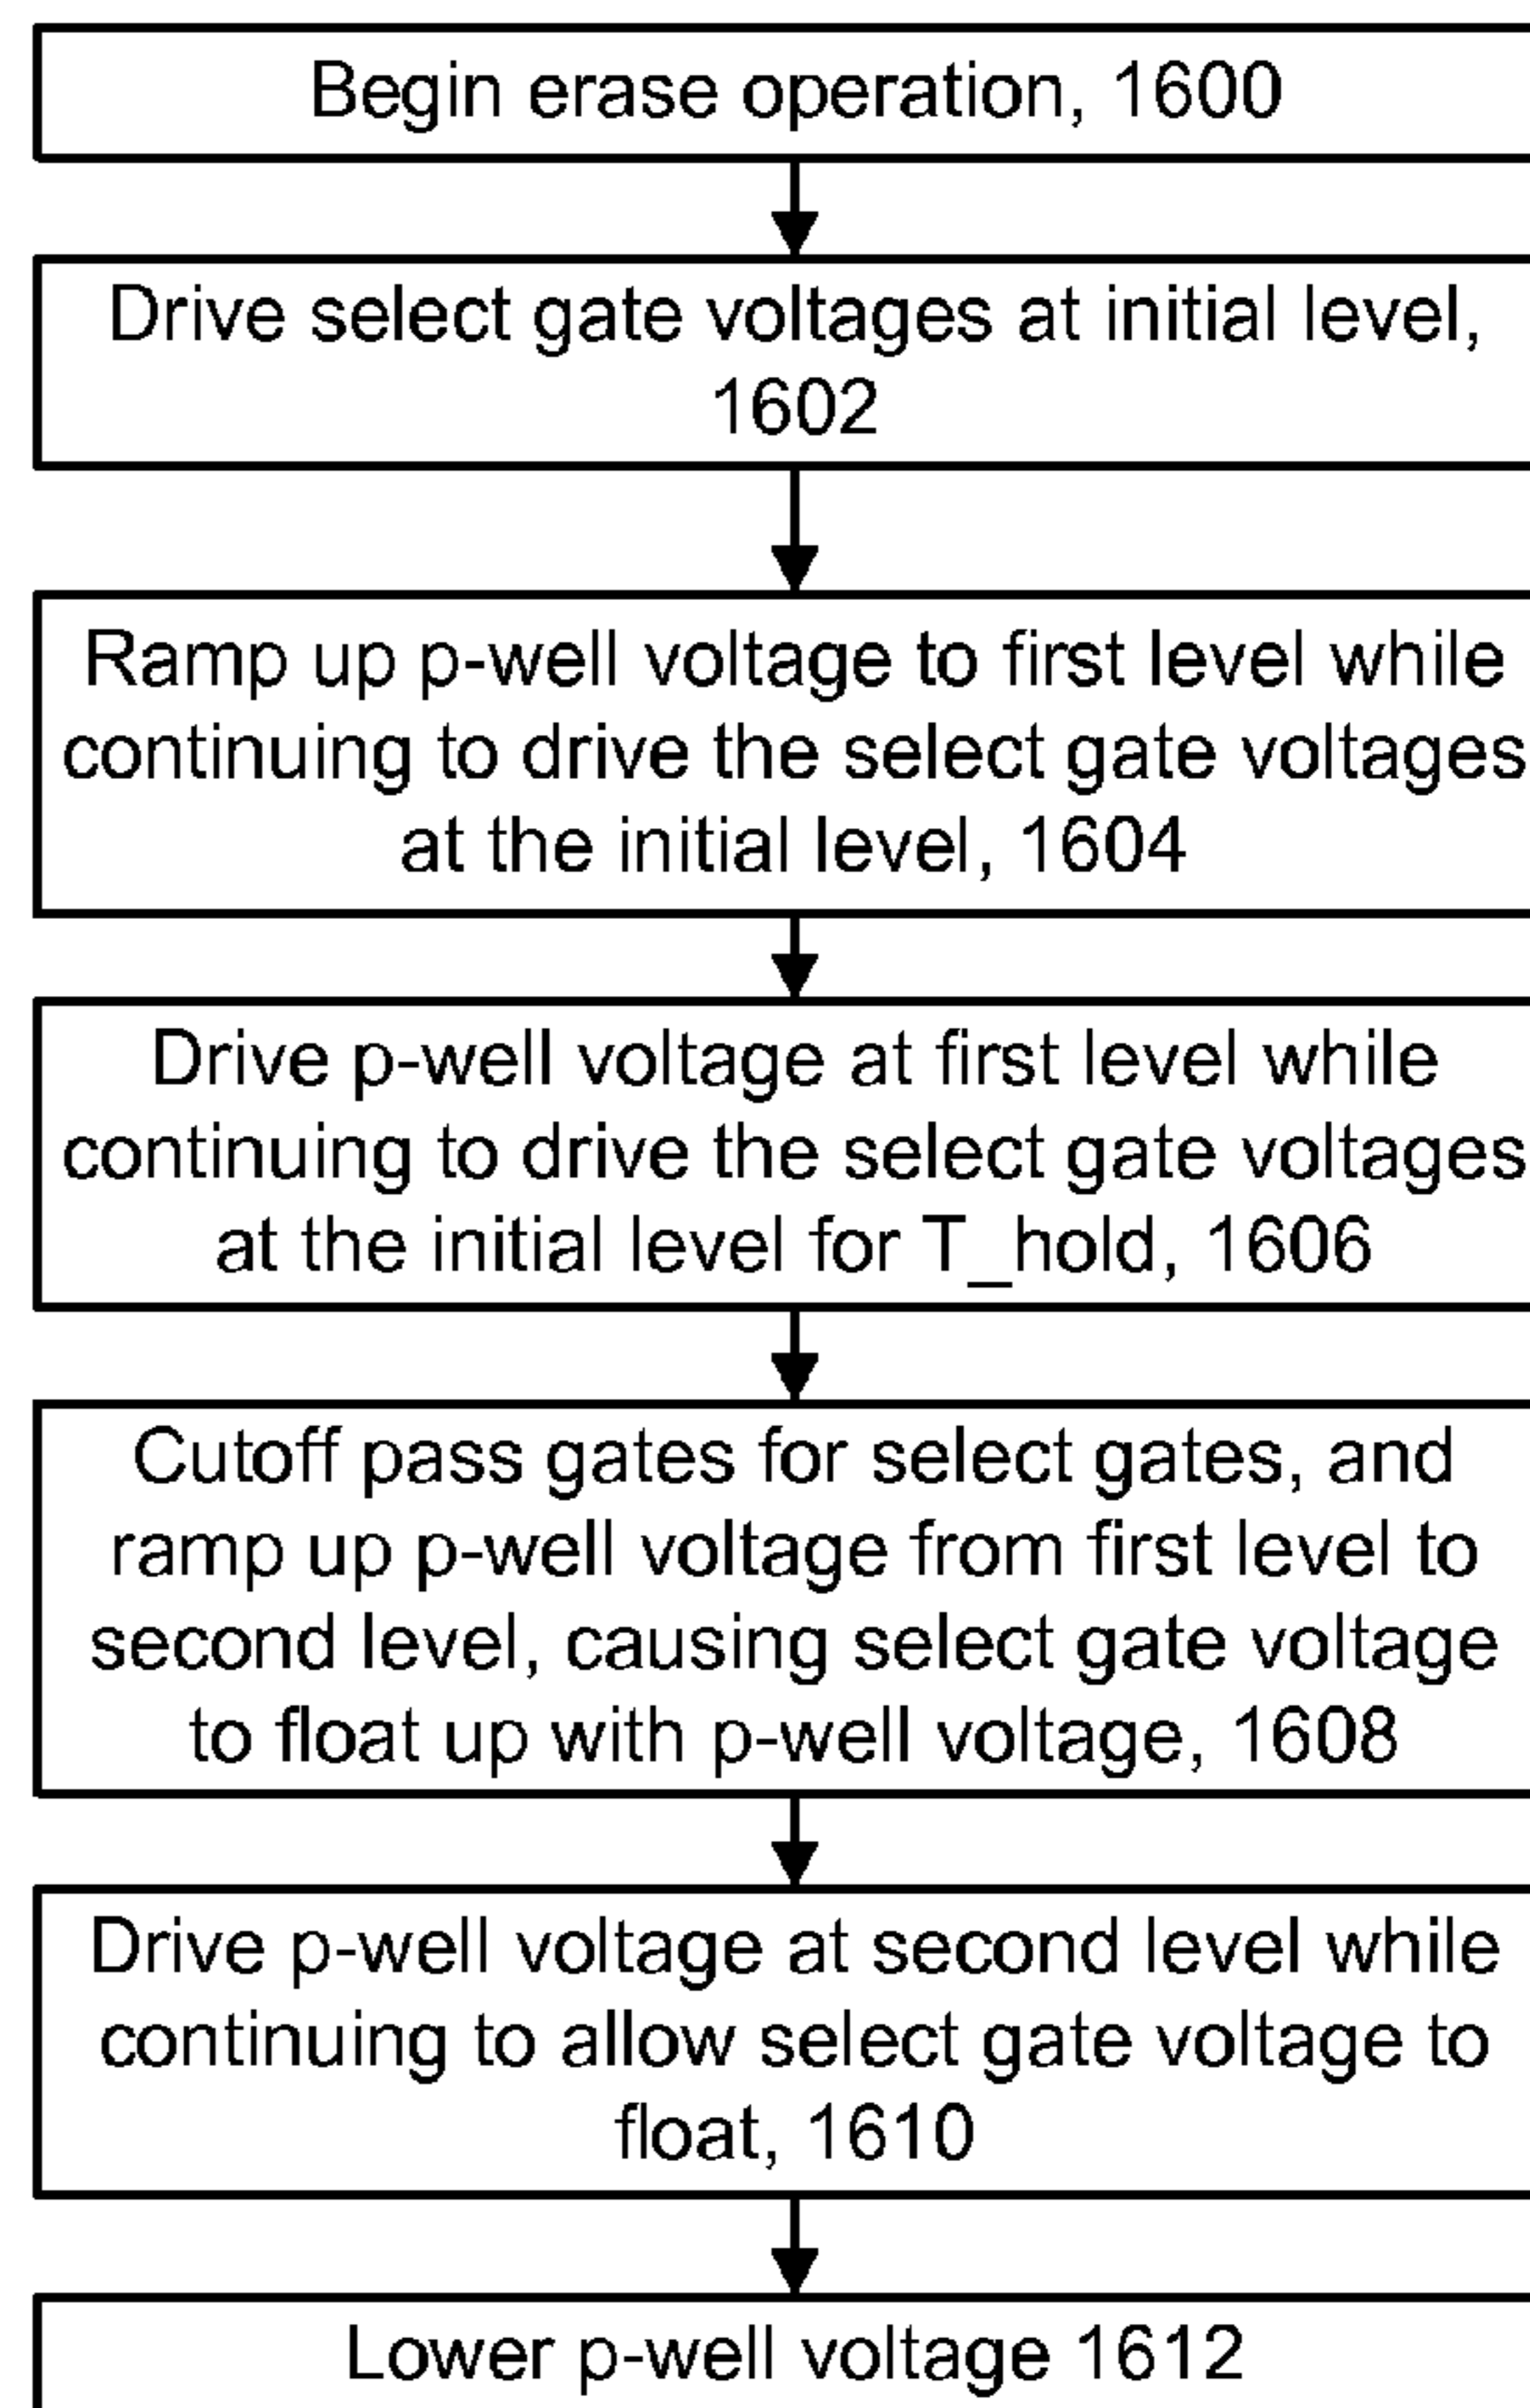 Begin erase operation, 1600
Drive select gate voltages at initial level,
1602
Ramp up p-well voltage to first level while
continuing to drive the select gate voltages
at the initial level, 1604
Drive p-well voltage at first level while
continuing to drive the select gate voltages
at the initial level for T_hold, 1606
Cutoff pass gates for select gates, and
ramp up p-well voltage from first level to
second level, causing select gate voltage
to float up with p-well voltage, 1608
Drive p-well voltage at second level while
continuing to allow select gate voltage to
float, 1610
Lower p-well voltage 1612